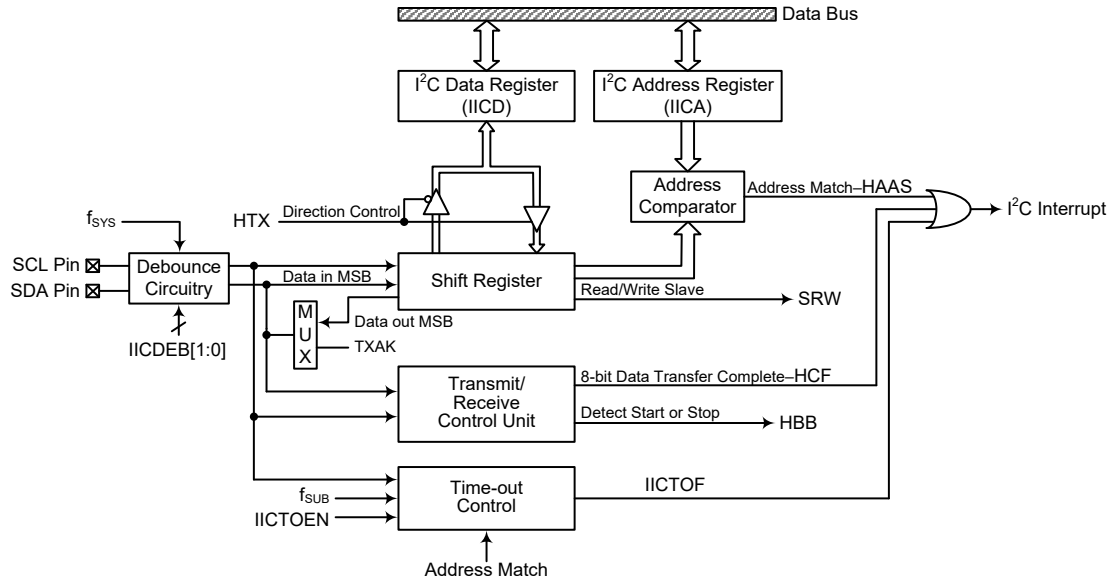 Data Bus
I²C Data Register
(IICD)
I²C Address Register
(IICA)
Address
Comparator
Address Match–HAAS
I²C Interrupt
HTX
Direction Control
fSYS
SCL Pin
SDA Pin
Debounce
Circuitry
IICDEB[1:0]
Data in MSB
Shift Register
Read/Write Slave
SRW
M
U
X
Data out MSB
TXAK
Transmit/
Receive
Control Unit
8-bit Data Transfer Complete–HCF
Detect Start or Stop
HBB
fSUB
IICTOEN
Time-out
Control
IICTOF
Address Match